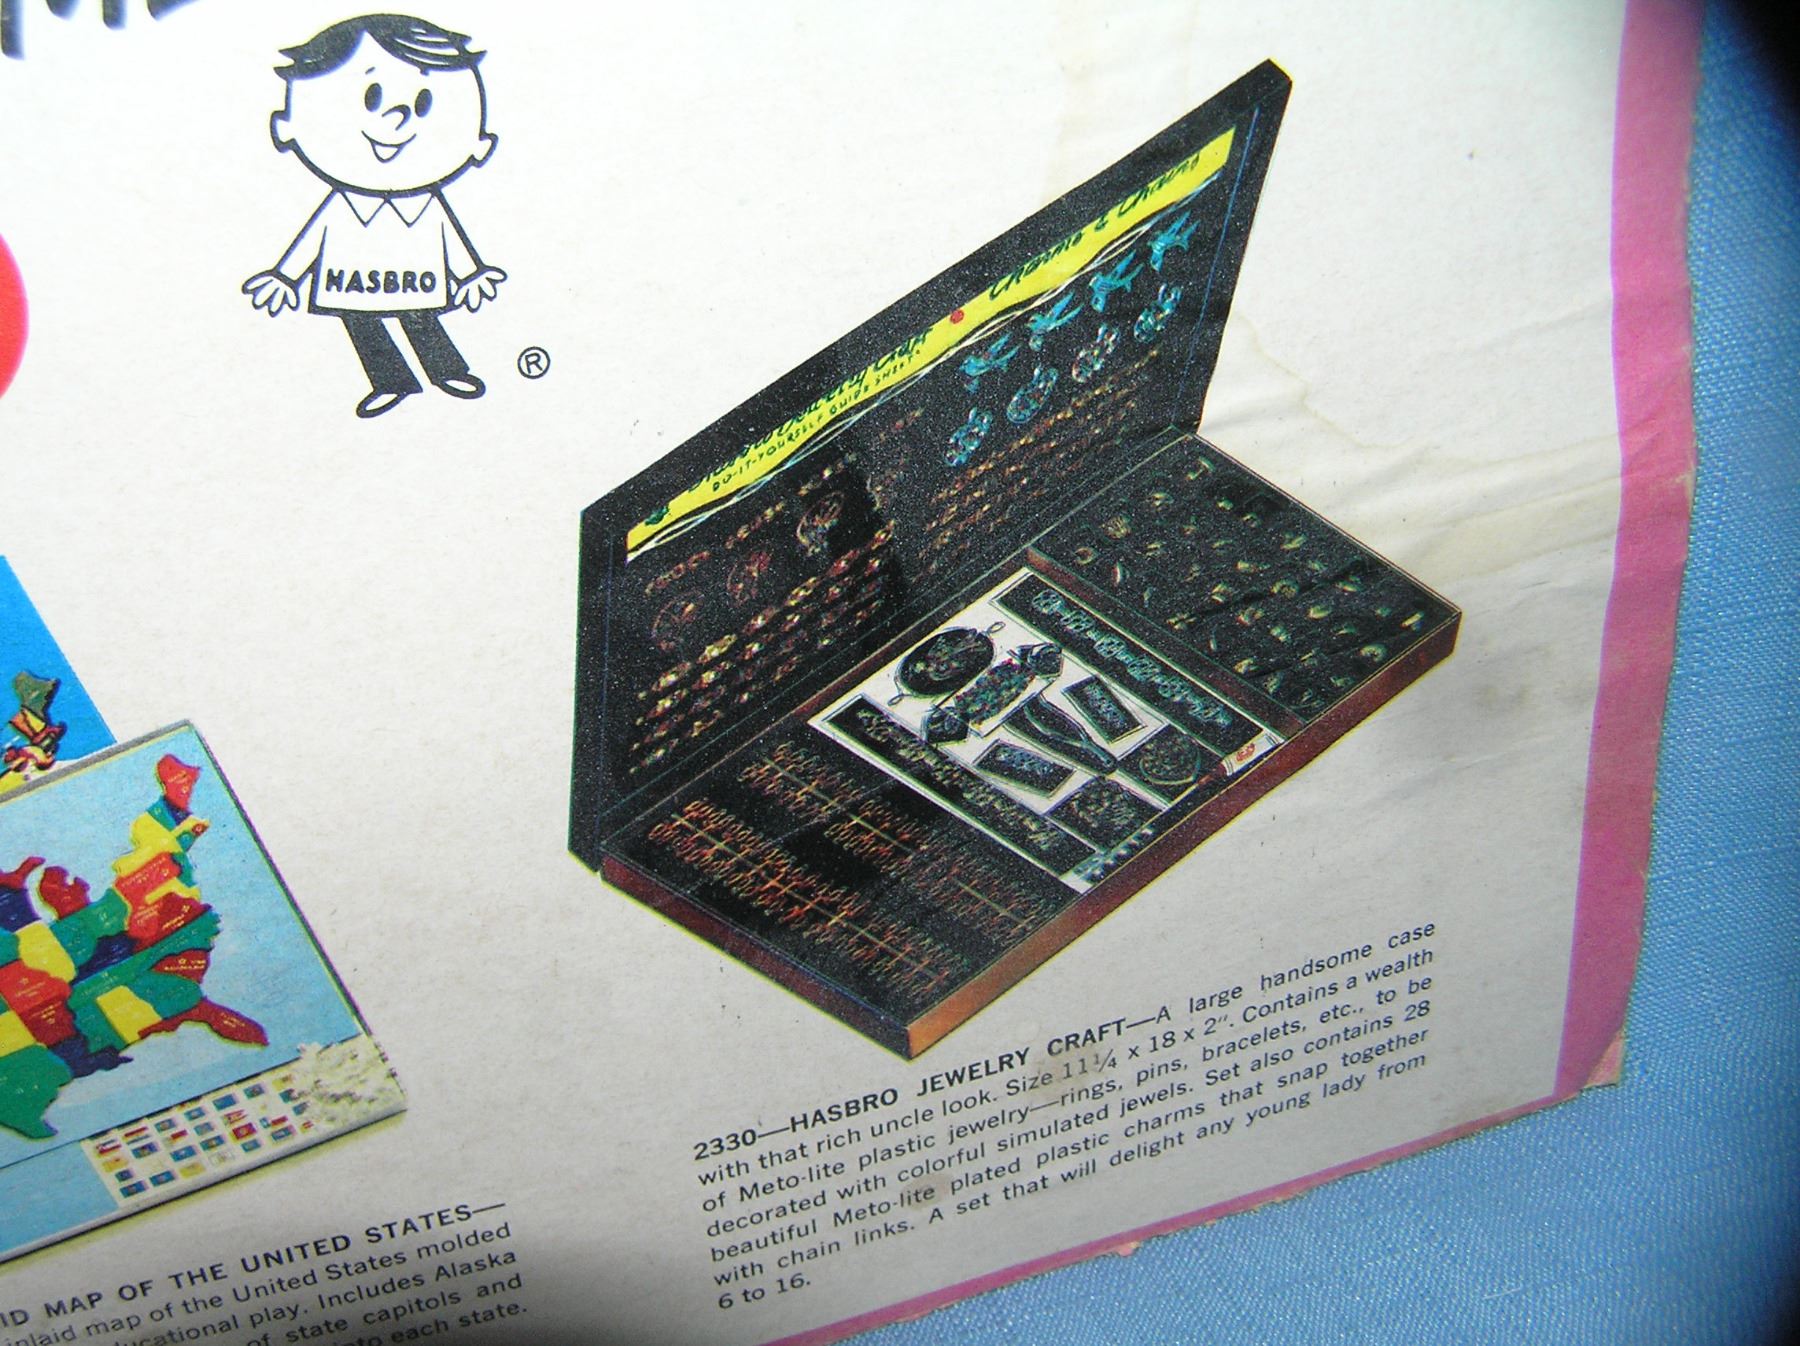 HASBRO
®
Jewelry Craft • Charms & Chains
DO-IT-YOURSELF GUIDE SHEET
2330—HASBRO JEWELRY CRAFT—A large handsome case
with that rich uncle look. Size 11¼ x 18 x 2". Contains a wealth
of Meto-lite plastic jewelry—rings, pins, bracelets, etc., to be
decorated with colorful simulated jewels. Set also contains 28
beautiful Meto-lite plated plastic charms that snap together
with chain links. A set that will delight any young lady from
6 to 16.
MAP OF THE UNITED STATES—
inlaid map of the United States molded
play. Includes Alaska
of state capitols and
into each state.